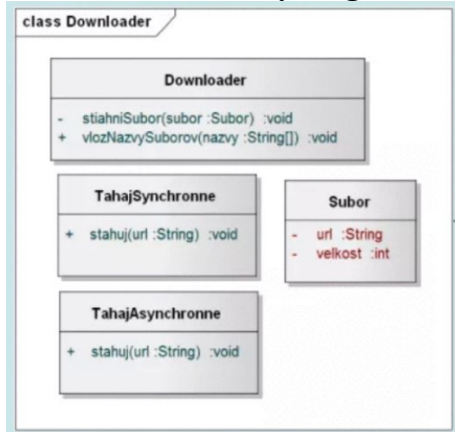 class Downloader
Downloader
- stiahniSubor(subor :Subor) :void
+ vlozNazvySuborov(nazvy :String[]) :void
TahajSynchronne
+ stahuj(url :String) :void
Subor
- url :String
- velkost :int
TahajAsynchronne
+ stahuj(url :String) :void